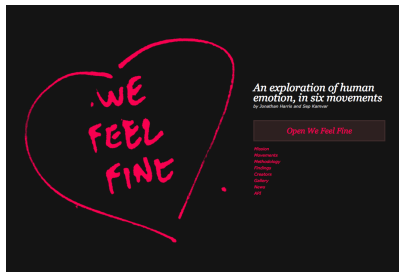 WE
FEEL
FINE
An exploration of human
emotion, in six movements
by Jonathan Harris and Sep Kamvar
Open We Feel Fine
Mission
Movements
Methodology
Findings
Creators
Gallery
News
API